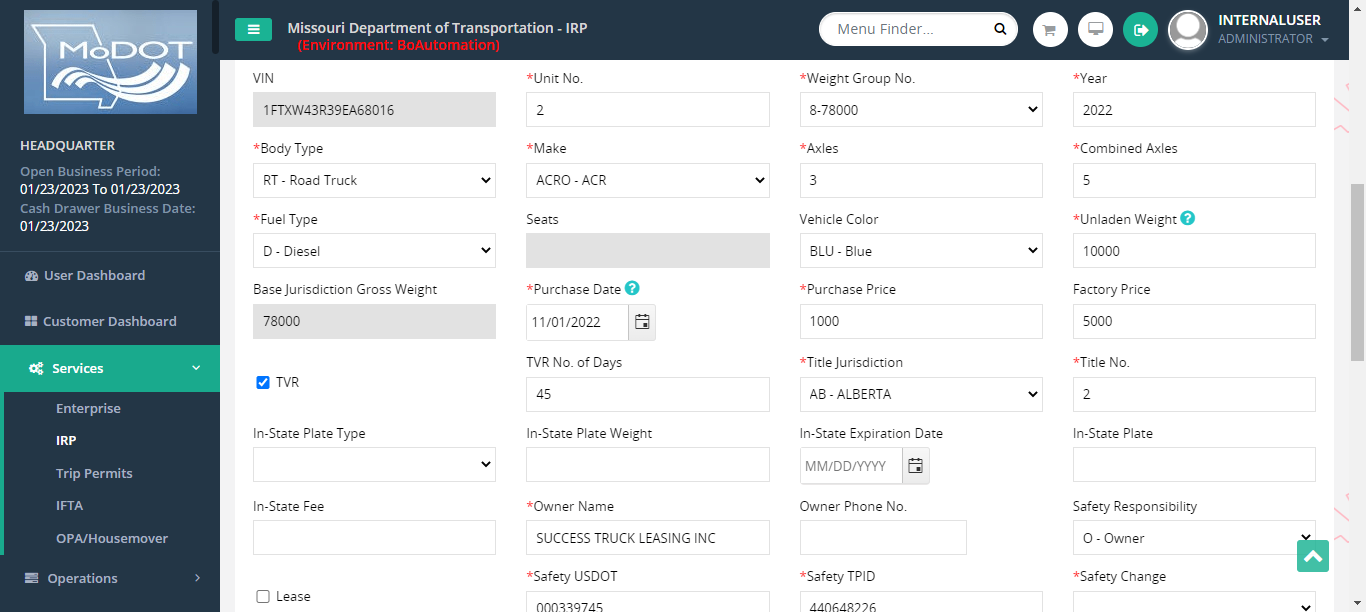 MoDOT
HEADQUARTER
Open Business Period:
01/23/2023 To 01/23/2023
Cash Drawer Business Date:
01/23/2023
User Dashboard
Customer Dashboard
Services
Enterprise
IRP
Trip Permits
IFTA
OPA/Housemover
Operations
Missouri Department of Transportation - IRP
(Environment: BoAutomation)
Menu Finder...
INTERNALUSER
ADMINISTRATOR
VIN *Unit No. *Weight Group No. *Year
1FTXW43R39EA68016 2 8-78000 2022
*Body Type *Make *Axles *Combined Axles
RT - Road Truck ACRO - ACR 3 5
*Fuel Type Seats Vehicle Color *Unladen Weight ?
D - Diesel BLU - Blue 10000
Base Jurisdiction Gross Weight *Purchase Date ? *Purchase Price Factory Price
78000 11/01/2022 1000 5000
TVR TVR No. of Days *Title Jurisdiction *Title No.
45 AB - ALBERTA 2
In-State Plate Type In-State Plate Weight In-State Expiration Date In-State Plate
MM/DD/YYYY
In-State Fee *Owner Name Owner Phone No. Safety Responsibility
SUCCESS TRUCK LEASING INC O - Owner
Lease *Safety USDOT *Safety TPID *Safety Change
000339745 440648226